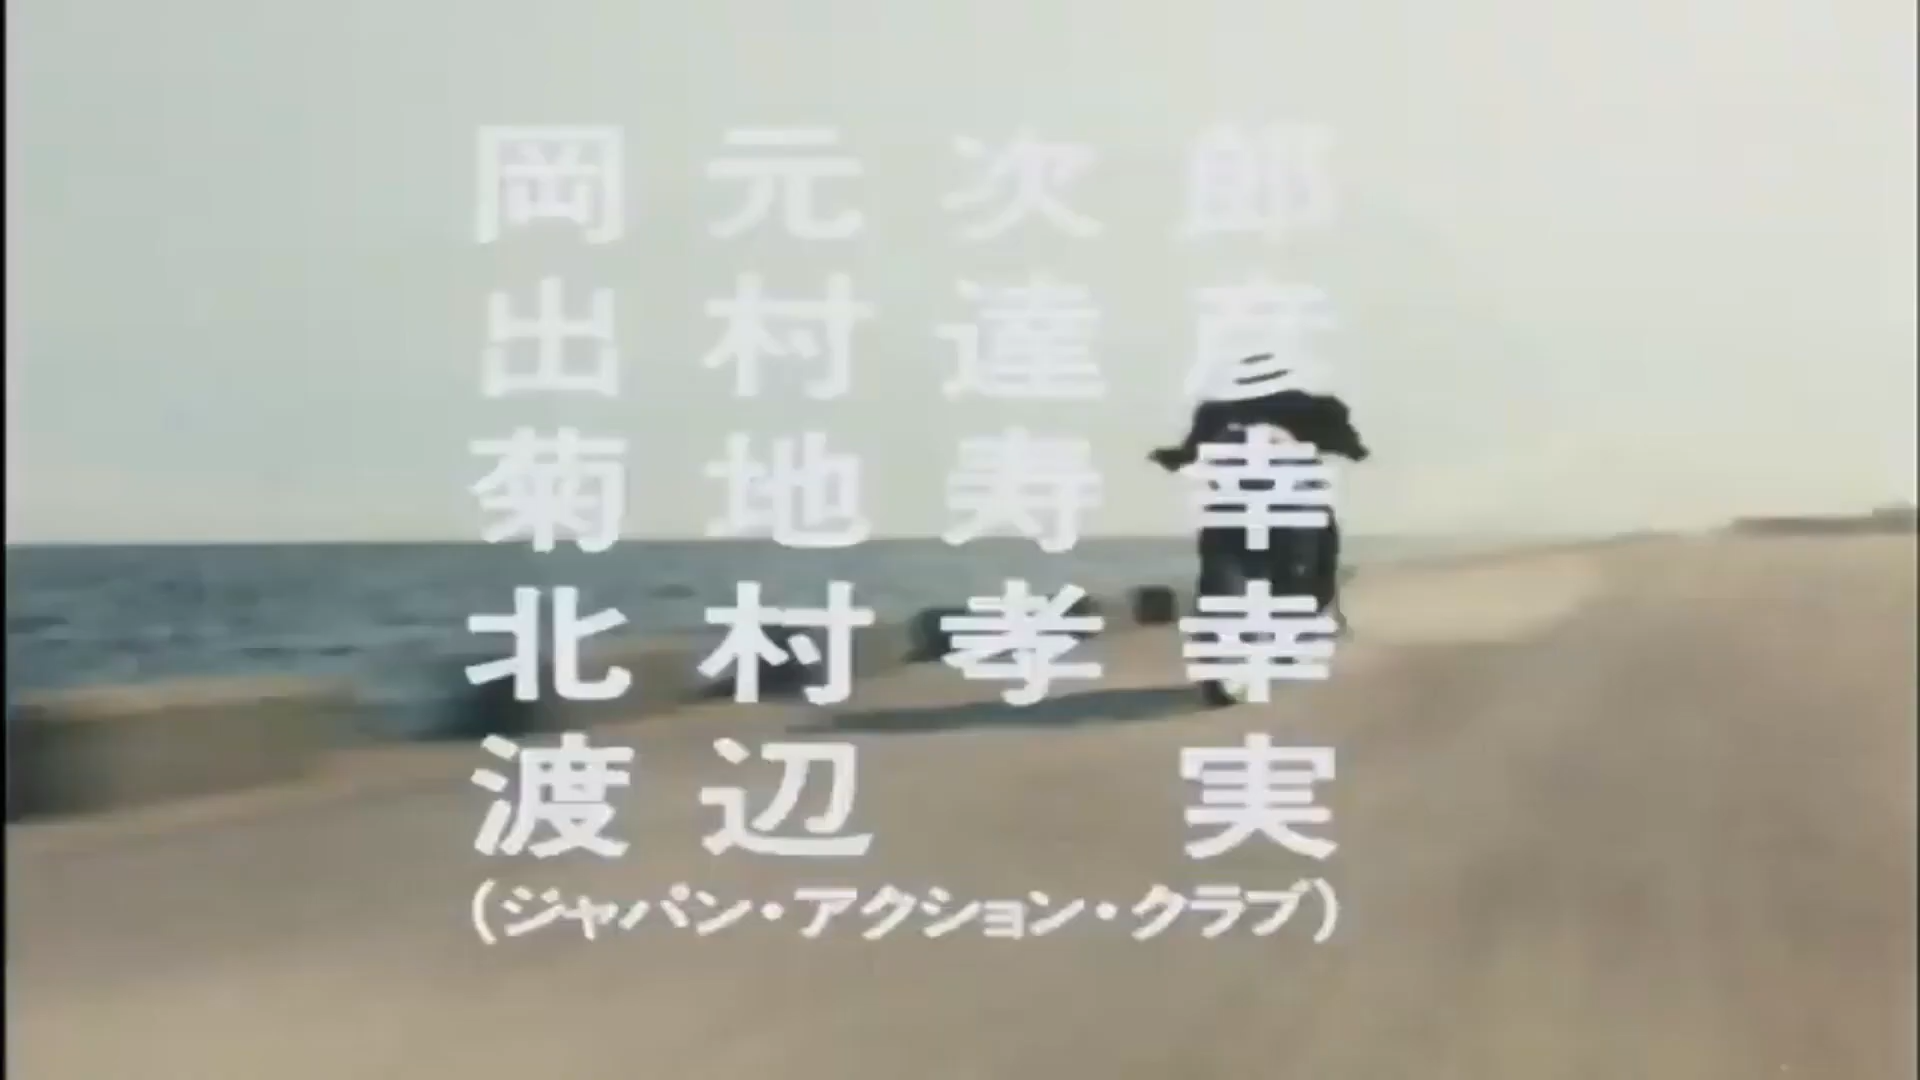 岡元次郎
出村達彦
菊地寿幸
北村孝幸
渡辺 実
(ジャパン・アクション・クラブ)